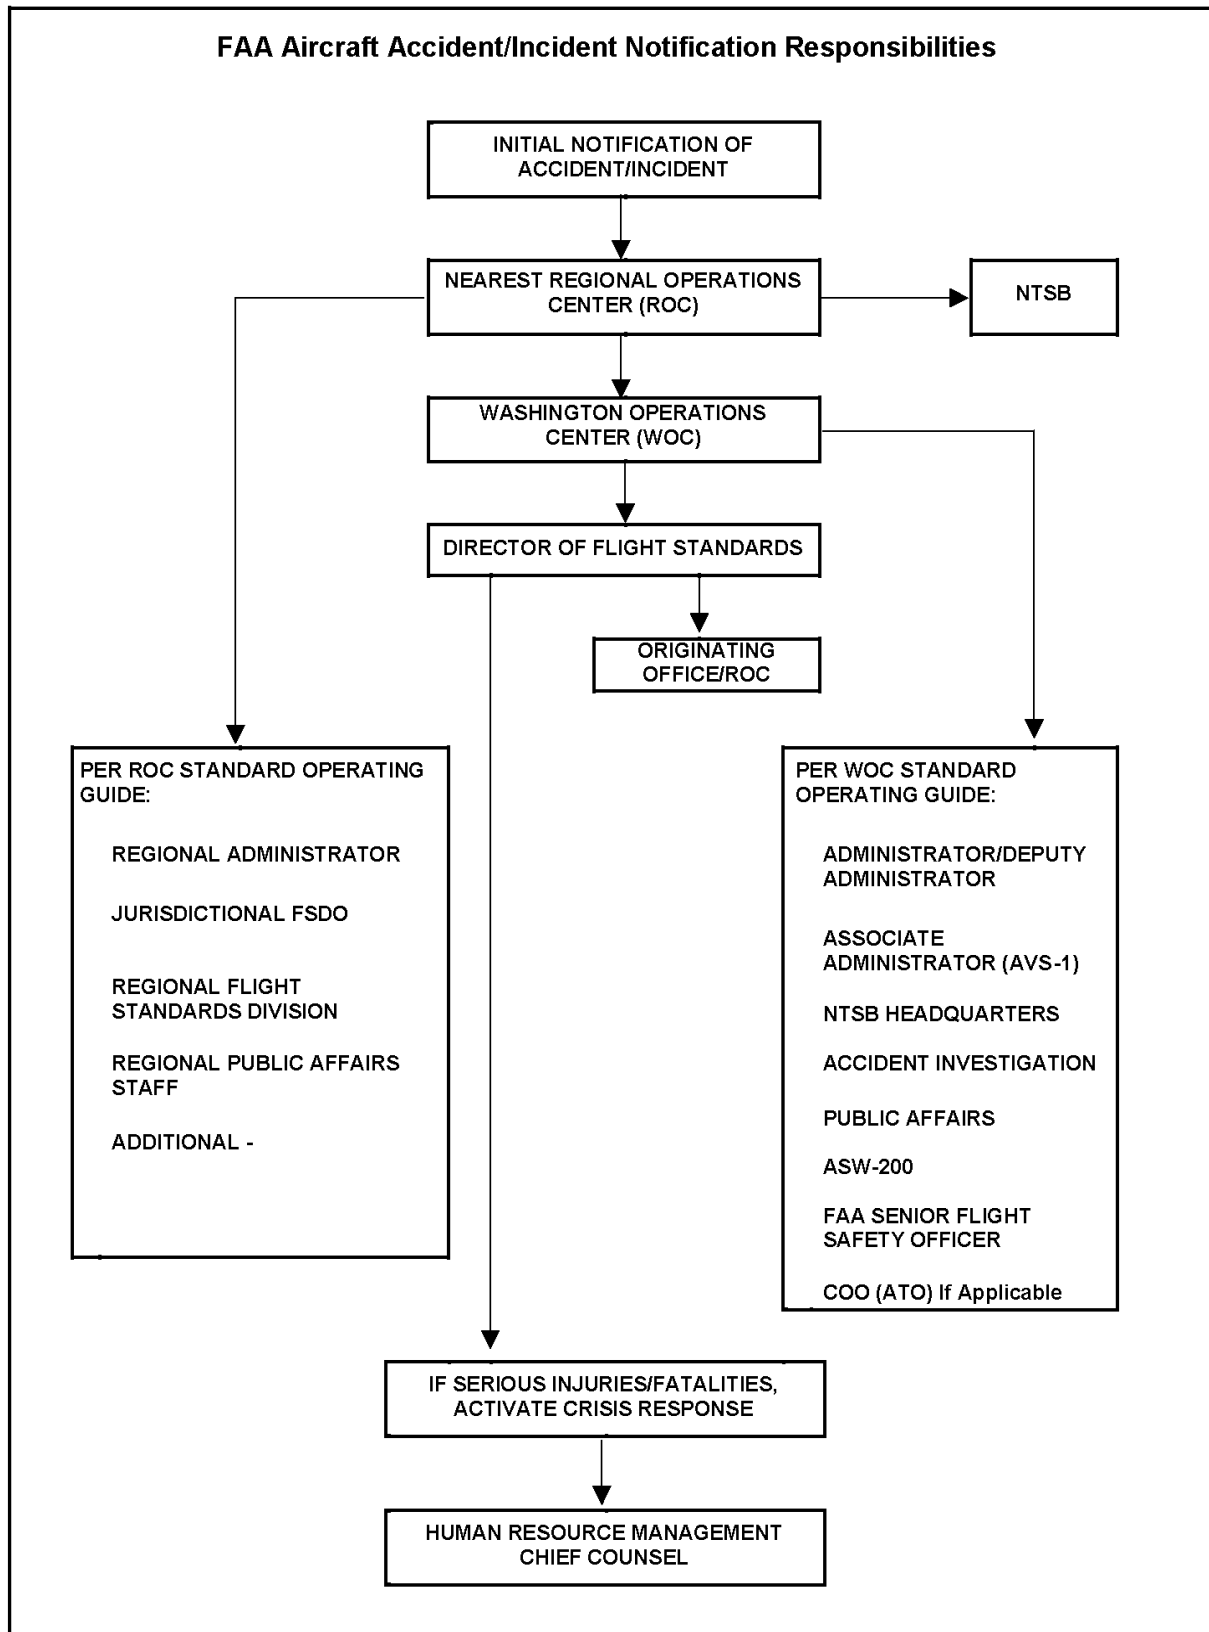 FAA Aircraft Accident/Incident Notification Responsibilities
INITIAL NOTIFICATION OF
ACCIDENT/INCIDENT
NEAREST REGIONAL OPERATIONS
CENTER (ROC)
NTSB
WASHINGTON OPERATIONS
CENTER (WOC)
DIRECTOR OF FLIGHT STANDARDS
ORIGINATING
OFFICE/ROC
PER ROC STANDARD OPERATING
GUIDE:
REGIONAL ADMINISTRATOR
JURISDICTIONAL FSDO
REGIONAL FLIGHT
STANDARDS DIVISION
REGIONAL PUBLIC AFFAIRS
STAFF
ADDITIONAL -
PER WOC STANDARD
OPERATING GUIDE:
ADMINISTRATOR/DEPUTY
ADMINISTRATOR
ASSOCIATE
ADMINISTRATOR (AVS-1)
NTSB HEADQUARTERS
ACCIDENT INVESTIGATION
PUBLIC AFFAIRS
ASW-200
FAA SENIOR FLIGHT
SAFETY OFFICER
COO (ATO) If Applicable
IF SERIOUS INJURIES/FATALITIES,
ACTIVATE CRISIS RESPONSE
HUMAN RESOURCE MANAGEMENT
CHIEF COUNSEL